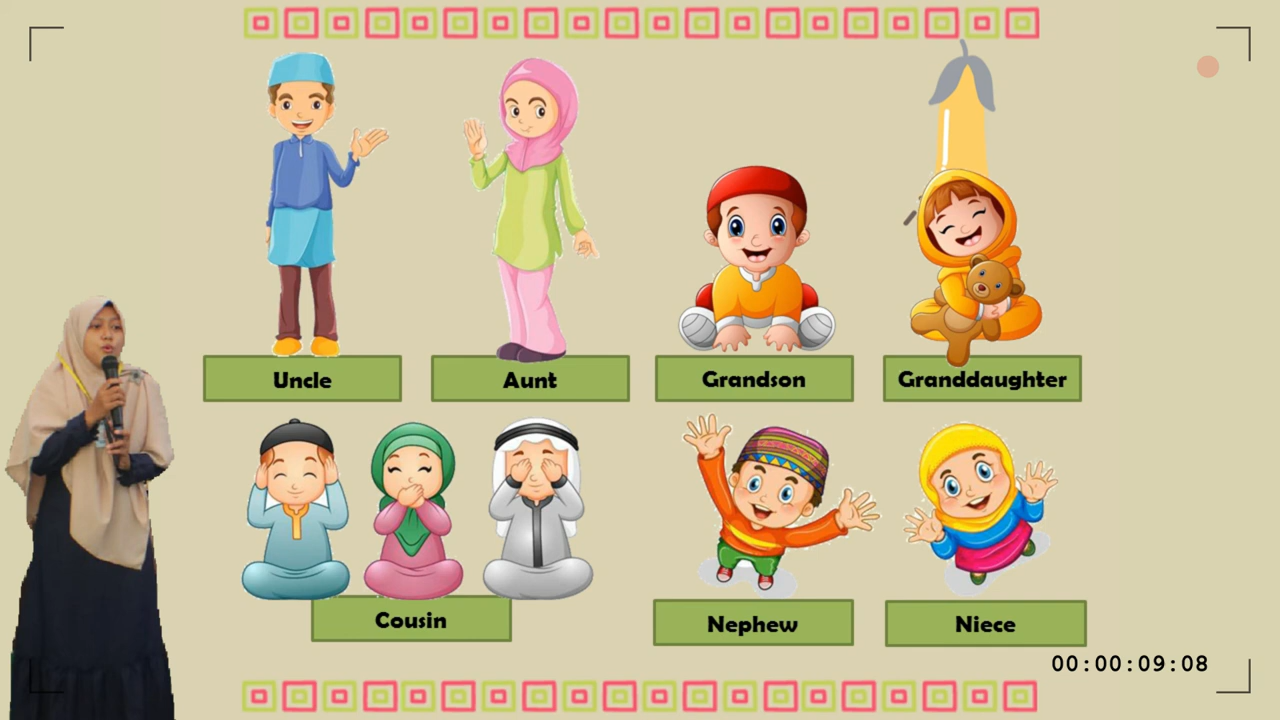 Uncle
Aunt
Grandson
Granddaughter
Cousin
Nephew
Niece
00:00:09:08